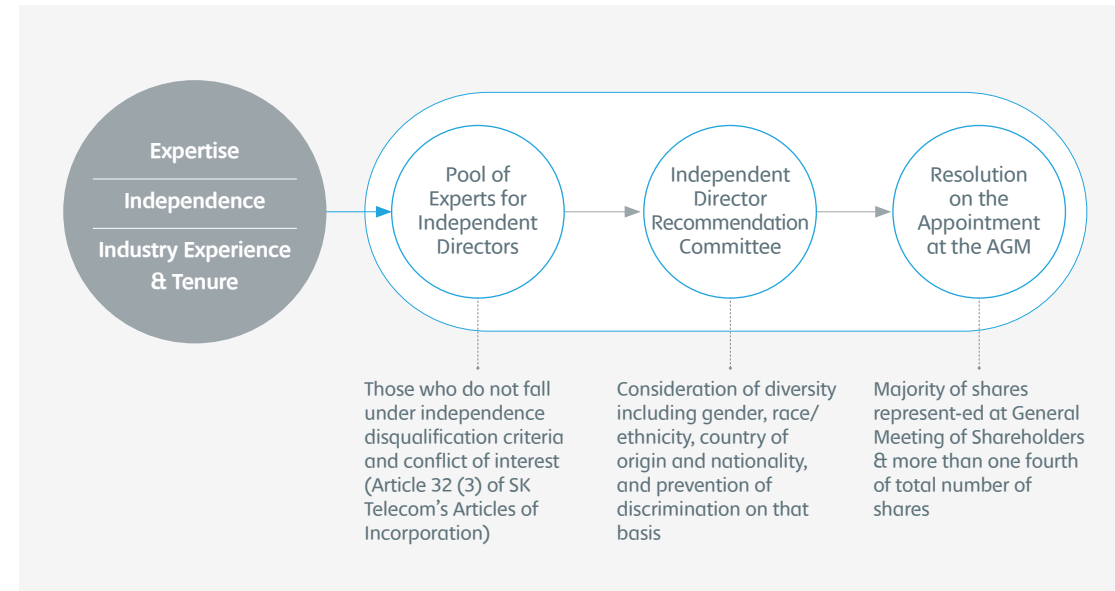 Expertise
Independence
Industry Experience
& Tenure
Pool of
Experts for
Independent
Directors
Independent
Director
Recommendation
Committee
Resolution
on the
Appointment
at the AGM
Those who do not fall
under independence
disqualification criteria
and conflict of interest
(Article 32 (3) of SK
Telecom's Articles of
Incorporation)
Consideration of diversity
including gender, race/
ethnicity, country of
origin and nationality,
and prevention of
discrimination on that
basis
Majority of shares
represent-ed at General
Meeting of Shareholders
& more than one fourth
of total number of
shares